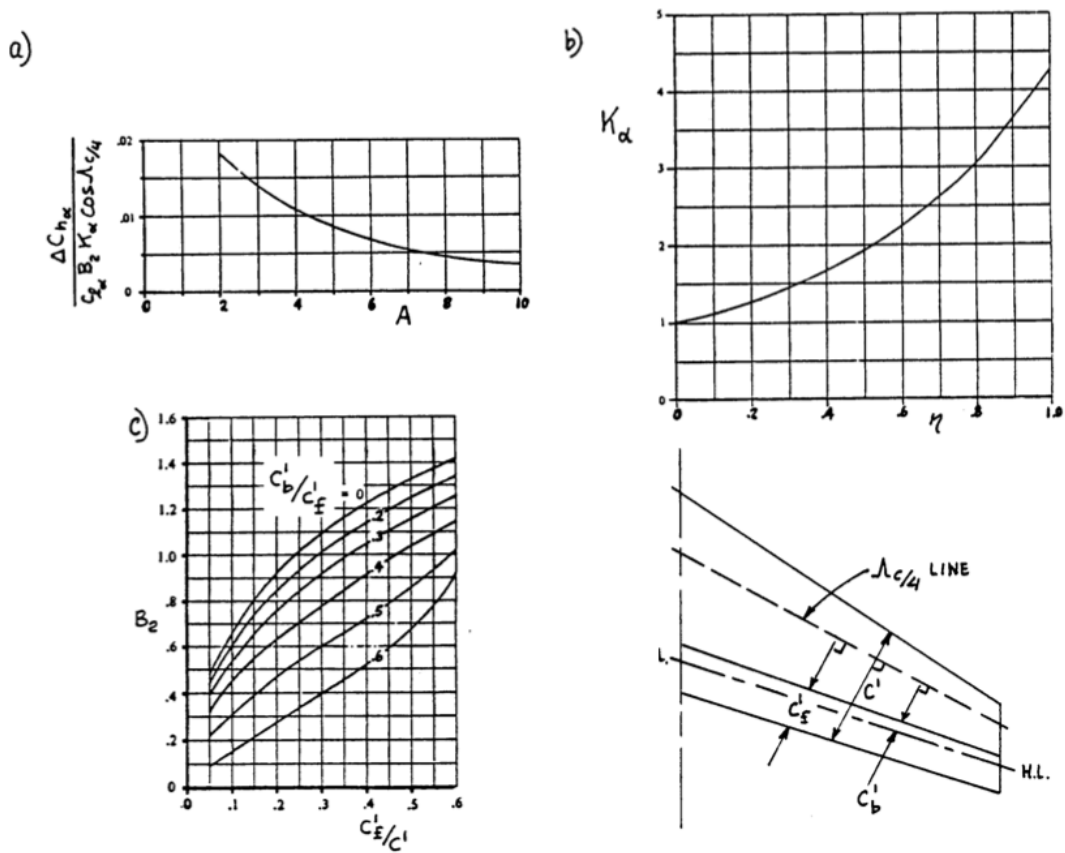 a)
ΔC_hα
C_lα B₂ K_α COS Λ_c/4
.02
.01
0
0 2 4 6 8 10
A
b)
K_α
5
4
3
2
1
0
0 .2 .4 .6 .8 1.0
η
c)
C'_b/C'_f = 0
.2
.3
.4
.5
.6
B₂
1.6
1.4
1.2
1.0
.8
.6
.4
.2
0
.0 .1 .2 .3 .4 .5 .6
C'_f/C'
Λ_c/4 LINE
L.
C'_f
C'
C'_b
H.L.